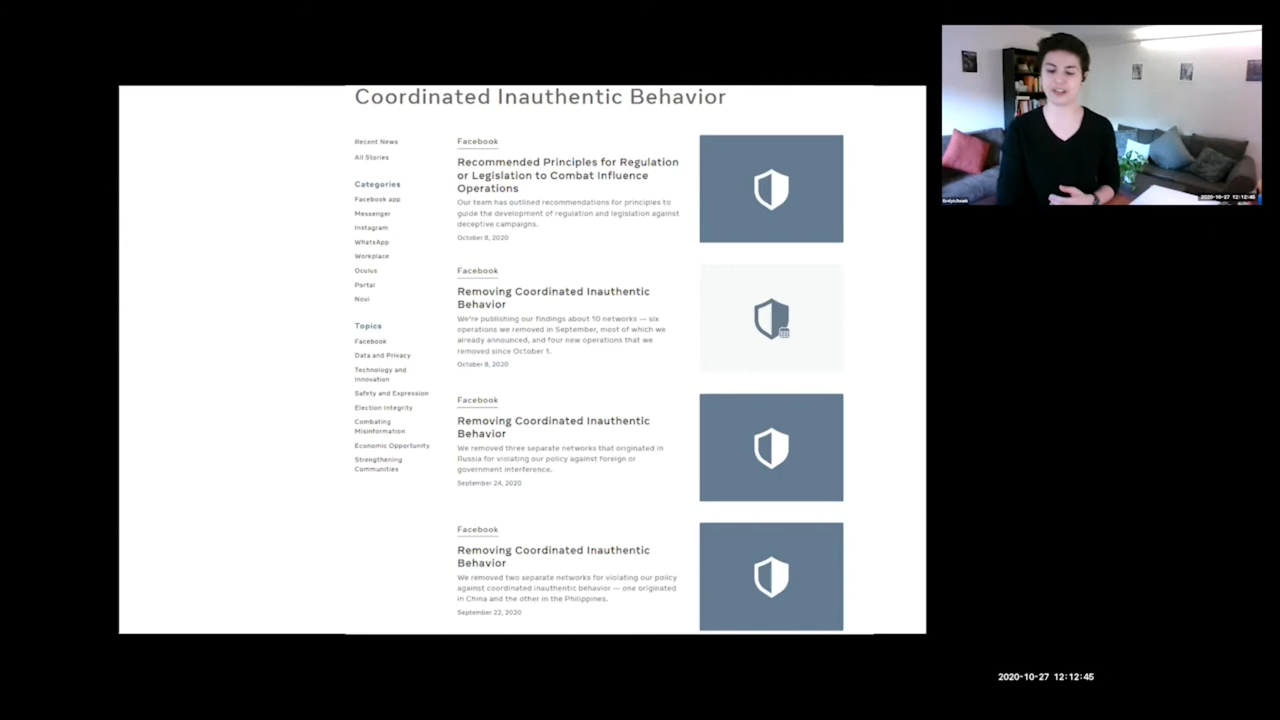 Coordinated Inauthentic Behavior
Recent News
All Stories
Categories
Facebook app
Messenger
Instagram
WhatsApp
Workplace
Oculus
Portal
Novi
Topics
Facebook
Data and Privacy
Technology and
Innovation
Safety and Expression
Election Integrity
Combating
Misinformation
Economic Opportunity
Strengthening
Communities
Facebook
Recommended Principles for Regulation
or Legislation to Combat Influence
Operations
Our team has outlined recommendations for principles to
guide the development of regulation and legislation against
deceptive campaigns.
October 8, 2020
Facebook
Removing Coordinated Inauthentic
Behavior
We're publishing our findings about 10 networks — six
operations we removed in September, most of which we
already announced, and four new operations that we
removed since October 1.
October 8, 2020
Facebook
Removing Coordinated Inauthentic
Behavior
We removed three separate networks that originated in
Russia for violating our policy against foreign or
government interference.
September 24, 2020
Facebook
Removing Coordinated Inauthentic
Behavior
We removed two separate networks for violating our policy
against coordinated inauthentic behavior — one originated
in China and the other in the Philippines.
September 22, 2020
2020-10-27 12:12:45
2020-10-27 12:12:45